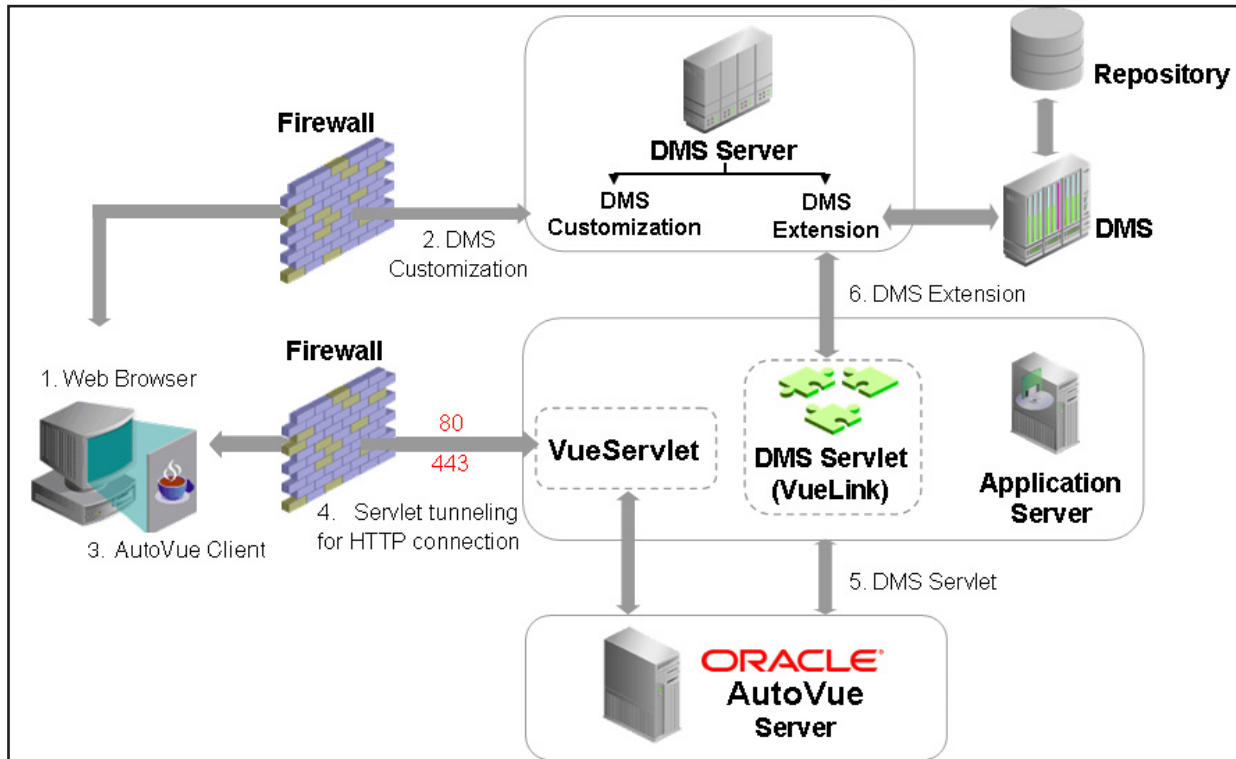 Repository
Firewall
DMS Server
DMS
Customization
DMS
Extension
DMS
2. DMS
Customization
6. DMS Extension
Firewall
1. Web Browser
80
443
VueServlet
DMS Servlet
(VueLink)
Application
Server
4. Servlet tunneling
for HTTP connection
3. AutoVue Client
5. DMS Servlet
ORACLE®
AutoVue
Server